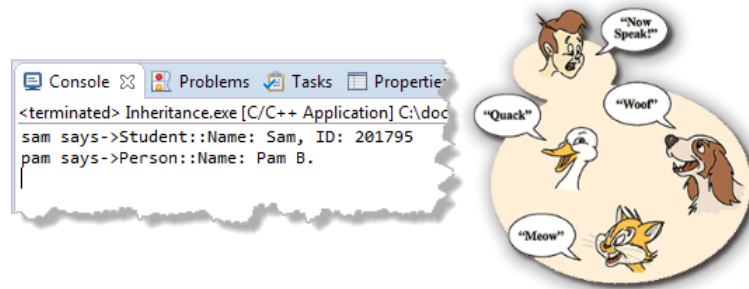 Console Problems Tasks Properties
<terminated> Inheritance.exe [C/C++ Application] C:\doc
sam says->Student::Name: Sam, ID: 201795
pam says->Person::Name: Pam B.
“Now
Speak!”
“Quack”
“Woof”
“Meow”